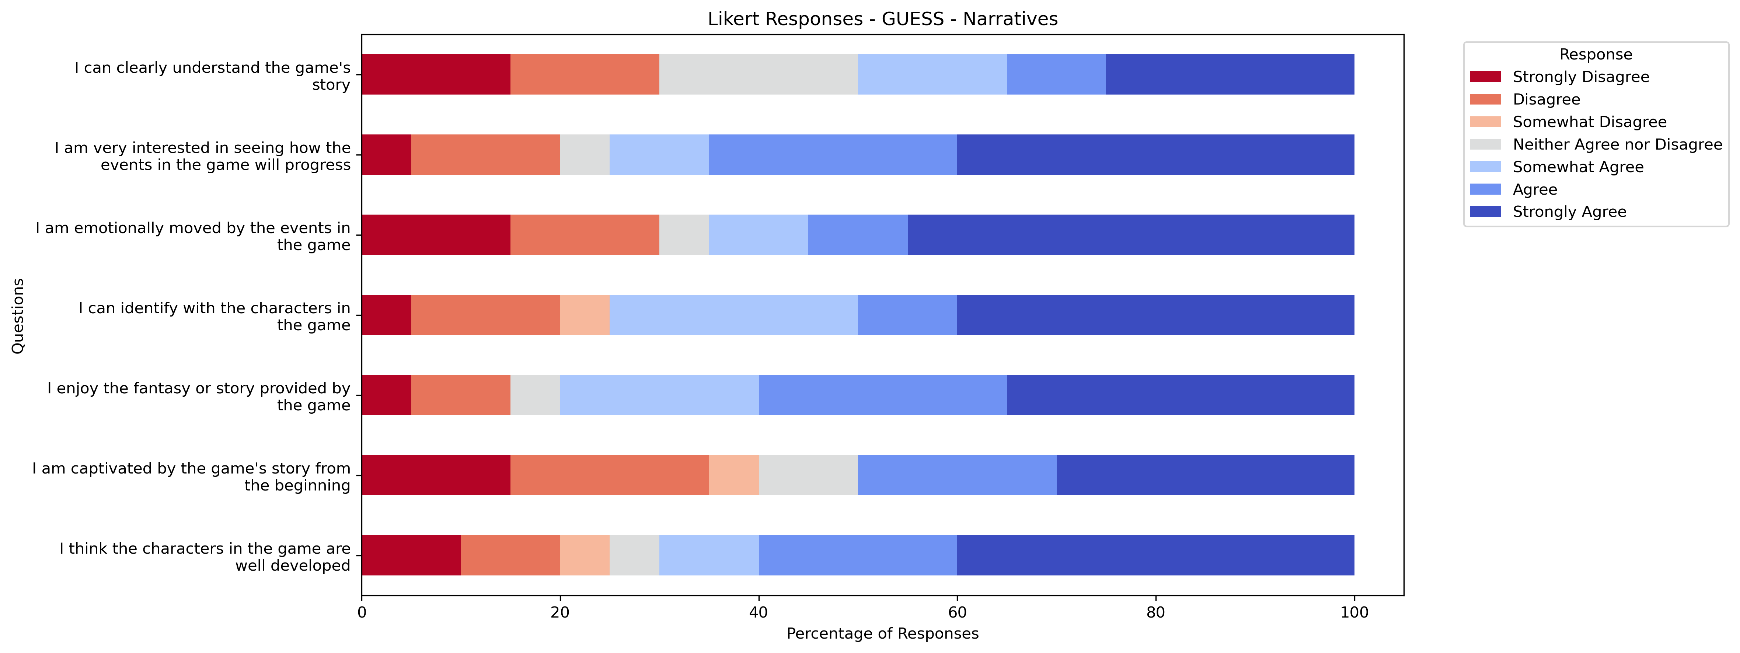 Likert Responses - GUESS - Narratives
I can clearly understand the game's
story
I am very interested in seeing how the
events in the game will progress
I am emotionally moved by the events in
the game
I can identify with the characters in
the game
I enjoy the fantasy or story provided by
the game
I am captivated by the game's story from
the beginning
I think the characters in the game are
well developed
Questions
0 20 40 60 80 100
Percentage of Responses
Response
Strongly Disagree
Disagree
Somewhat Disagree
Neither Agree nor Disagree
Somewhat Agree
Agree
Strongly Agree